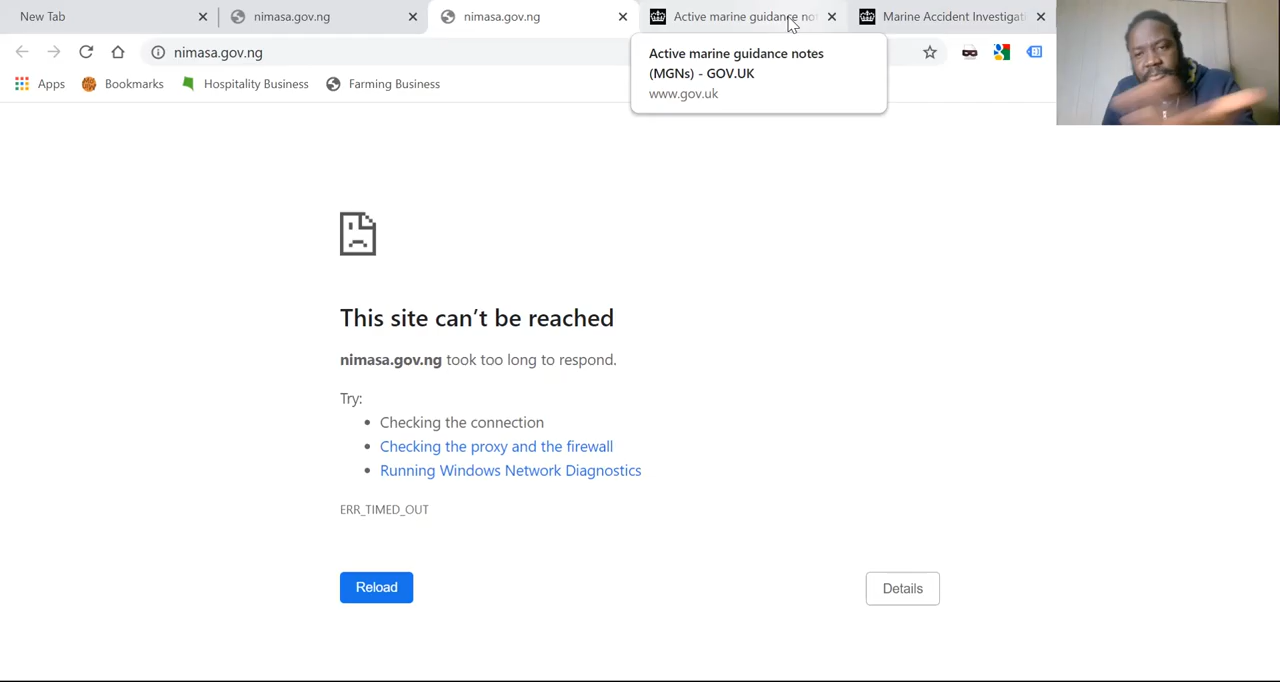 New Tab
nimasa.gov.ng
nimasa.gov.ng
Active marine guidance not
Marine Accident Investigat
nimasa.gov.ng
Active marine guidance notes
(MGNs) - GOV.UK
www.gov.uk
Apps
Bookmarks
Hospitality Business
Farming Business
This site can’t be reached
nimasa.gov.ng took too long to respond.
Try:
• Checking the connection
• Checking the proxy and the firewall
• Running Windows Network Diagnostics
ERR_TIMED_OUT
Reload
Details